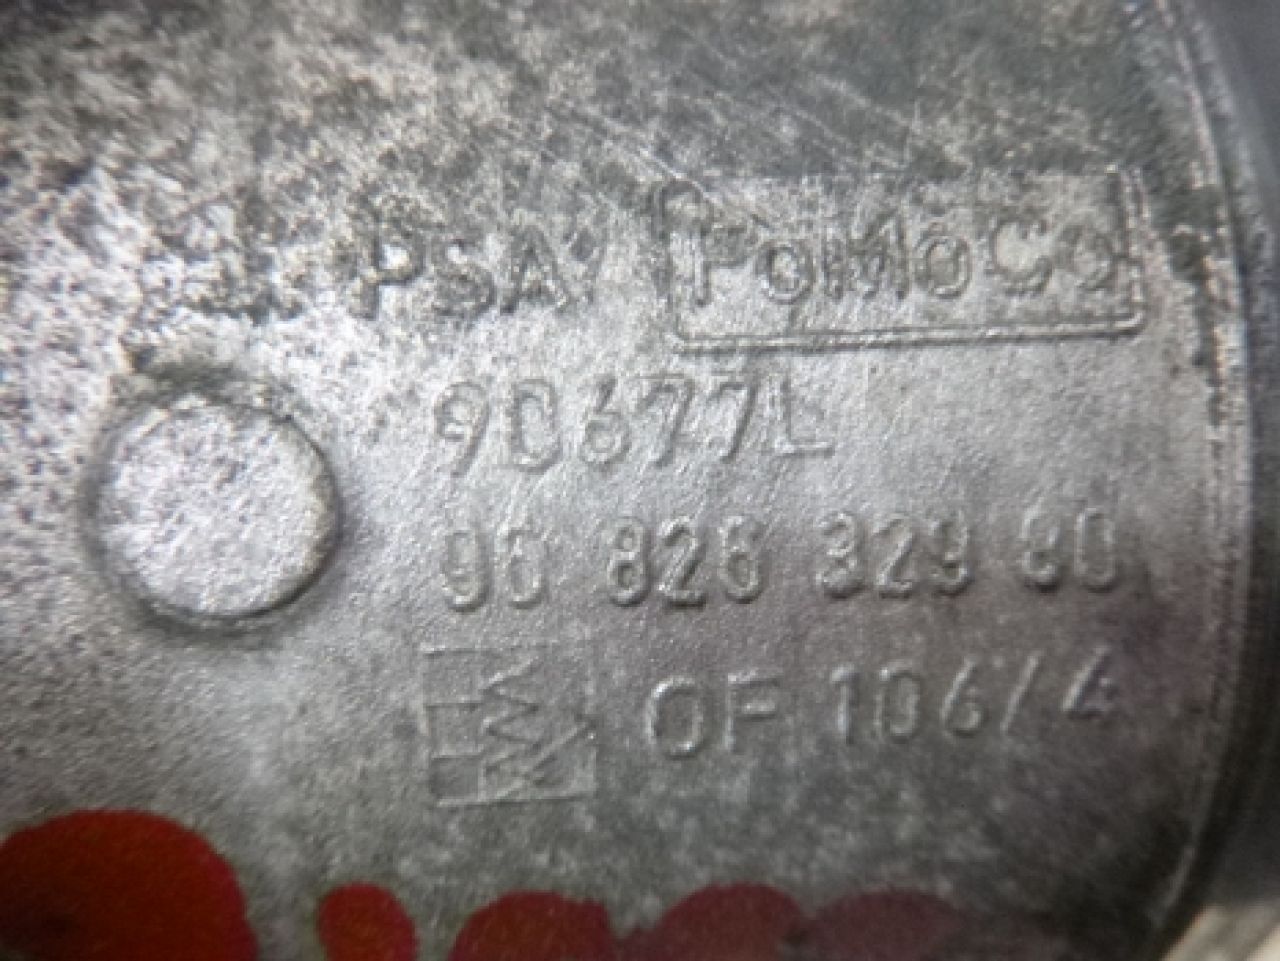 PSA/ FoMoCo
9D677L
96 826 329 80
OF 106/4